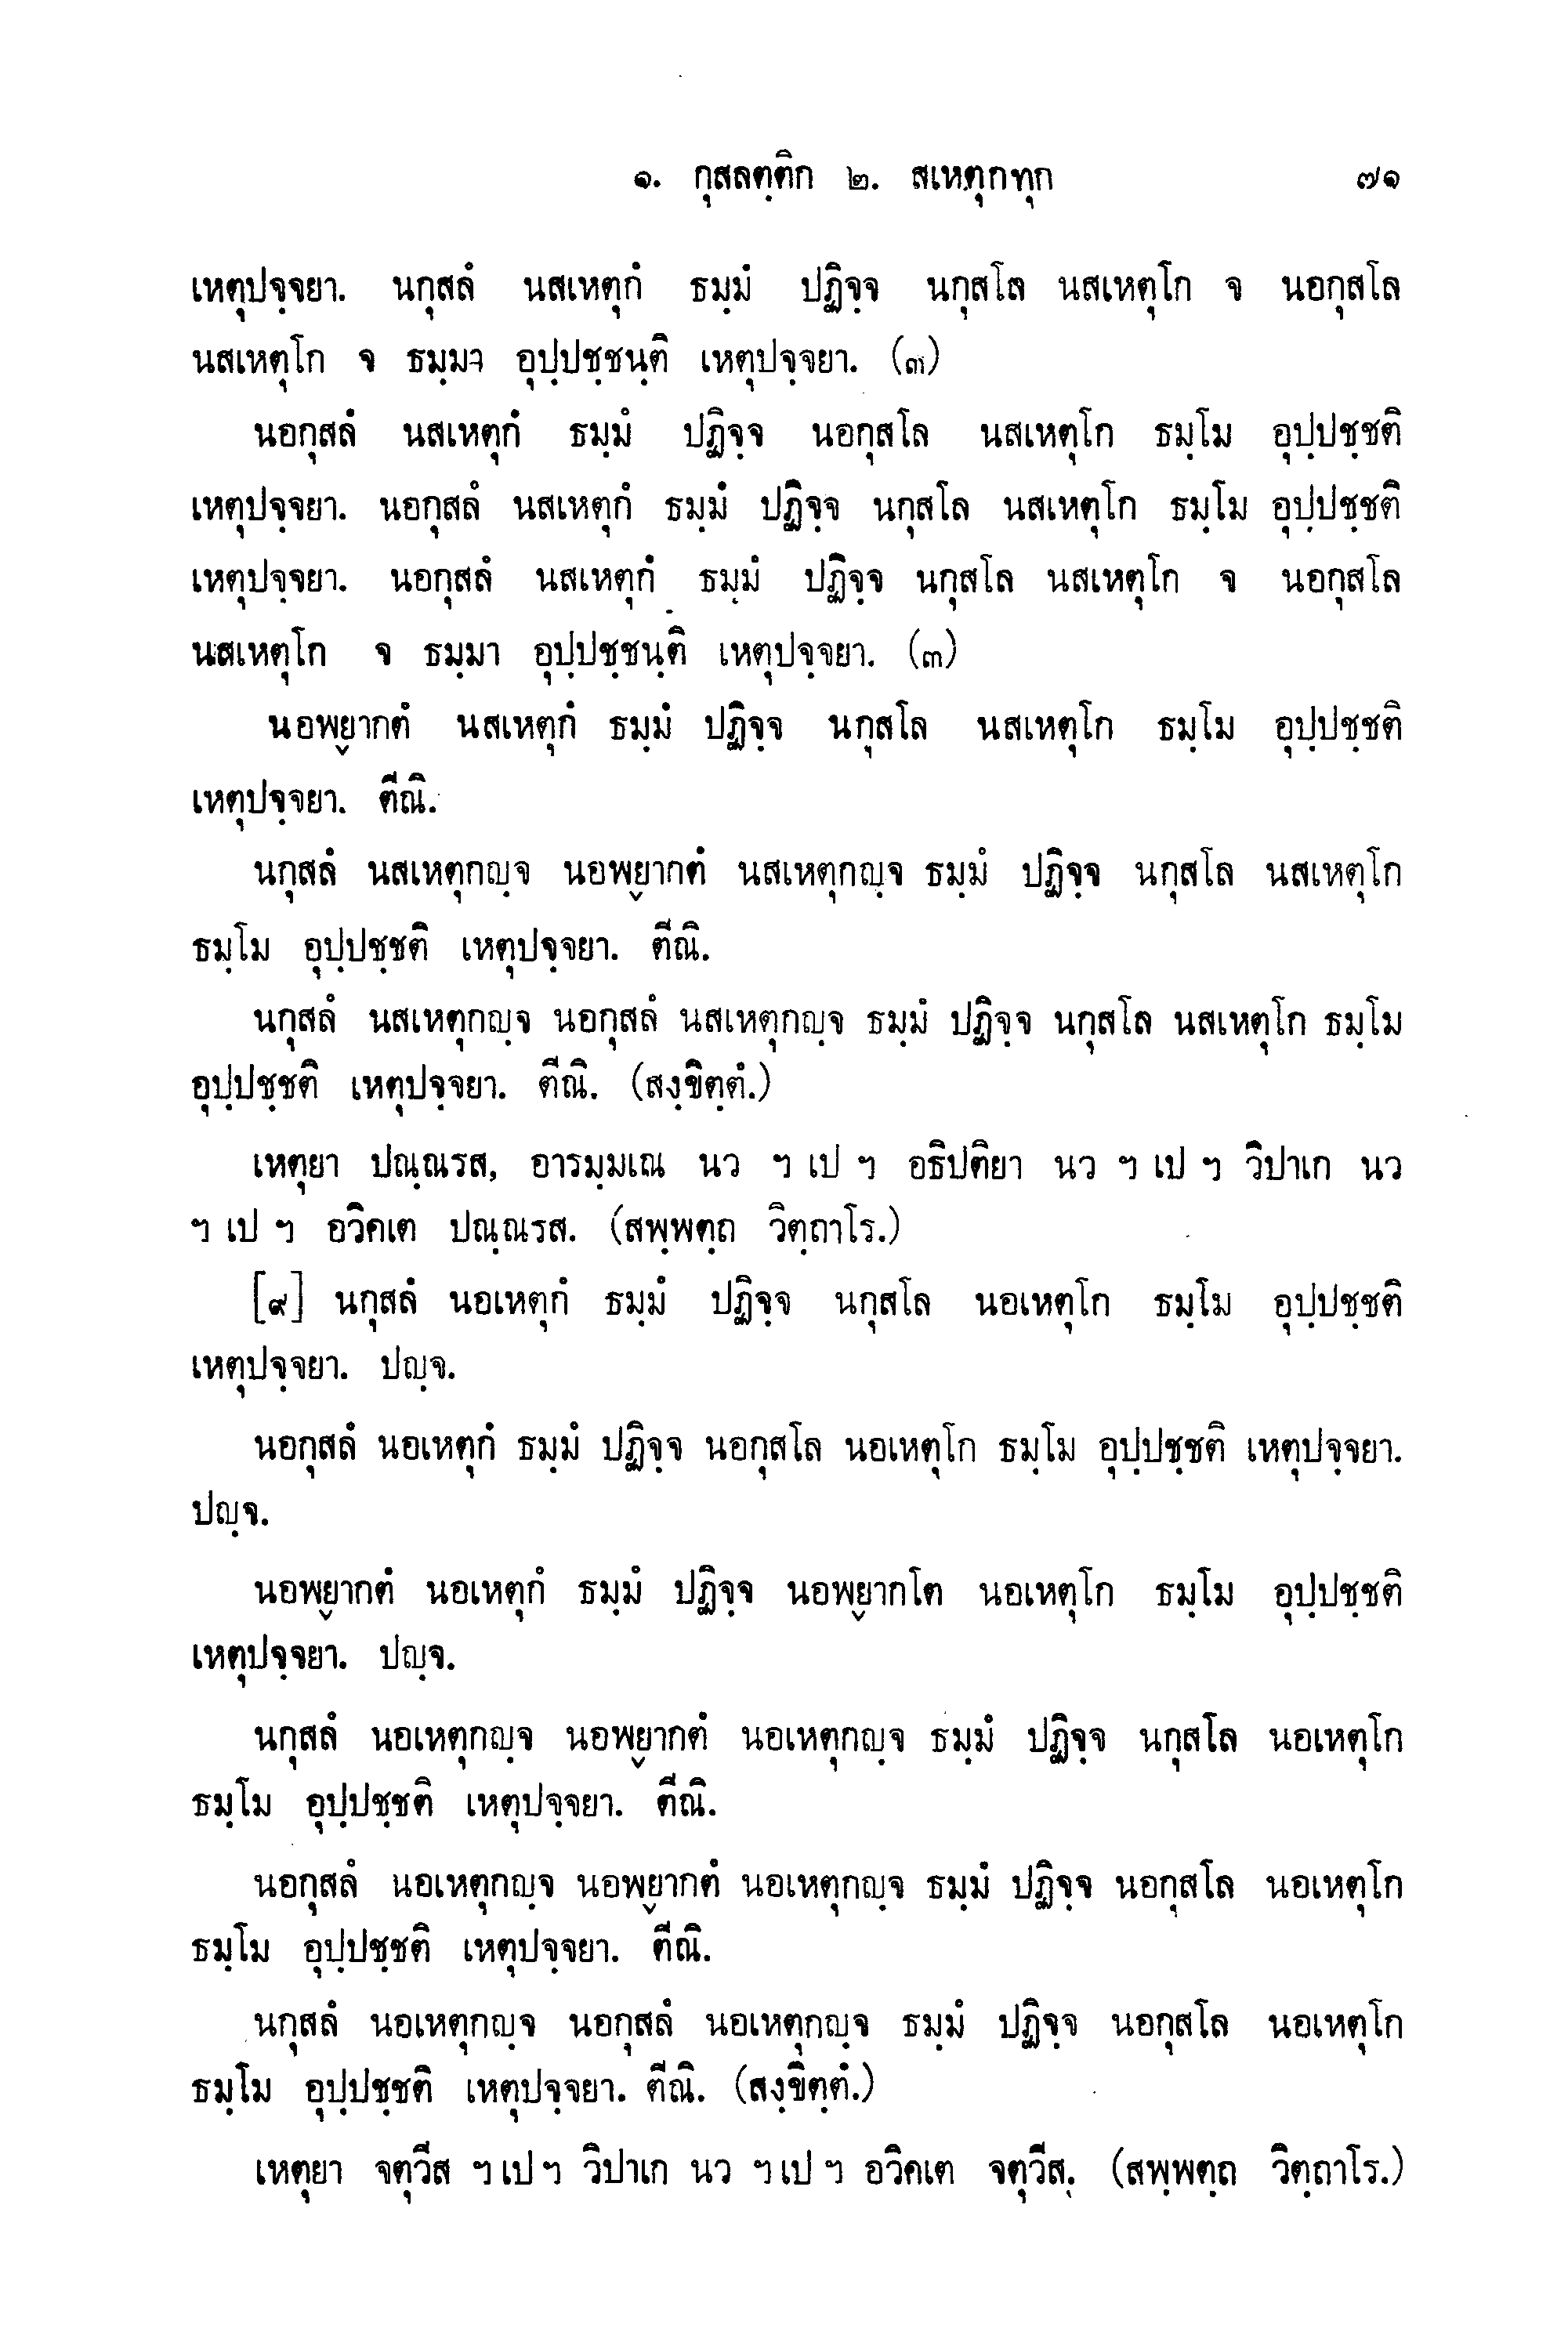 ๑. กุสลตฺติก ๒. สเหตุกทุก ๗๑
เหตุปจฺจยา. นกุสลํ นสเหตุกํ ธมฺมํ ปฏิจฺจ นกุสโล นสเหตุโก จ นอกุสโล
นสเหตุโก จ ธมฺมา อุปฺปชฺชนฺติ เหตุปจฺจยา. (๓)
นอกุสลํ นสเหตุกํ ธมฺมํ ปฏิจฺจ นอกุสโล นสเหตุโก ธมฺโม อุปฺปชฺชติ
เหตุปจฺจยา. นอกุสลํ นสเหตุกํ ธมฺมํ ปฏิจฺจ นกุสโล นสเหตุโก ธมฺโม อุปฺปชฺชติ
เหตุปจฺจยา. นอกุสลํ นสเหตุกํ ธมฺมํ ปฏิจฺจ นกุสโล นสเหตุโก จ นอกุสโล
นสเหตุโก จ ธมฺมา อุปฺปชฺชนฺติ เหตุปจฺจยา. (๓)
นอพฺยากตํ นสเหตุกํ ธมฺมํ ปฏิจฺจ นกุสโล นสเหตุโก ธมฺโม อุปฺปชฺชติ
เหตุปจฺจยา. ตีณิ.
นกุสลํ นสเหตุกญฺจ นอพฺยากตํ นสเหตุกญฺจ ธมฺมํ ปฏิจฺจ นกุสโล นสเหตุโก
ธมฺโม อุปฺปชฺชติ เหตุปจฺจยา. ตีณิ.
นกุสลํ นสเหตุกญฺจ นอกุสลํ นสเหตุกญฺจ ธมฺมํ ปฏิจฺจ นกุสโล นสเหตุโก ธมฺโม
อุปฺปชฺชติ เหตุปจฺจยา. ตีณิ. (สงฺขิตฺตํ.)
เหตุยา ปณฺณรส, อารมฺมเณ นว ฯ เป ฯ อธิปติยา นว ฯ เป ฯ วิปาเก นว
ฯ เป ฯ อวิคเต ปณฺณรส. (สพฺพตฺถ วิตฺถาโร.)
[๙] นกุสลํ นอเหตุกํ ธมฺมํ ปฏิจฺจ นกุสโล นอเหตุโก ธมฺโม อุปฺปชฺชติ
เหตุปจฺจยา. ปญฺจ.
นอกุสลํ นอเหตุกํ ธมฺมํ ปฏิจฺจ นอกุสโล นอเหตุโก ธมฺโม อุปฺปชฺชติ เหตุปจฺจยา.
ปญฺจ.
นอพฺยากตํ นอเหตุกํ ธมฺมํ ปฏิจฺจ นอพฺยากโต นอเหตุโก ธมฺโม อุปฺปชฺชติ
เหตุปจฺจยา. ปญฺจ.
นกุสลํ นอเหตุกญฺจ นอพฺยากตํ นอเหตุกญฺจ ธมฺมํ ปฏิจฺจ นกุสโล นอเหตุโก
ธมฺโม อุปฺปชฺชติ เหตุปจฺจยา. ตีณิ.
นอกุสลํ นอเหตุกญฺจ นอพฺยากตํ นอเหตุกญฺจ ธมฺมํ ปฏิจฺจ นอกุสโล นอเหตุโก
ธมฺโม อุปฺปชฺชติ เหตุปจฺจยา. ตีณิ.
นกุสลํ นอเหตุกญฺจ นอกุสลํ นอเหตุกญฺจ ธมฺมํ ปฏิจฺจ นอกุสโล นอเหตุโก
ธมฺโม อุปฺปชฺชติ เหตุปจฺจยา. ตีณิ. (สงฺขิตฺตํ.)
เหตุยา จตุวีส ฯ เป ฯ วิปาเก นว ฯ เป ฯ อวิคเต จตุวีส. (สพฺพตฺถ วิตฺถาโร.)